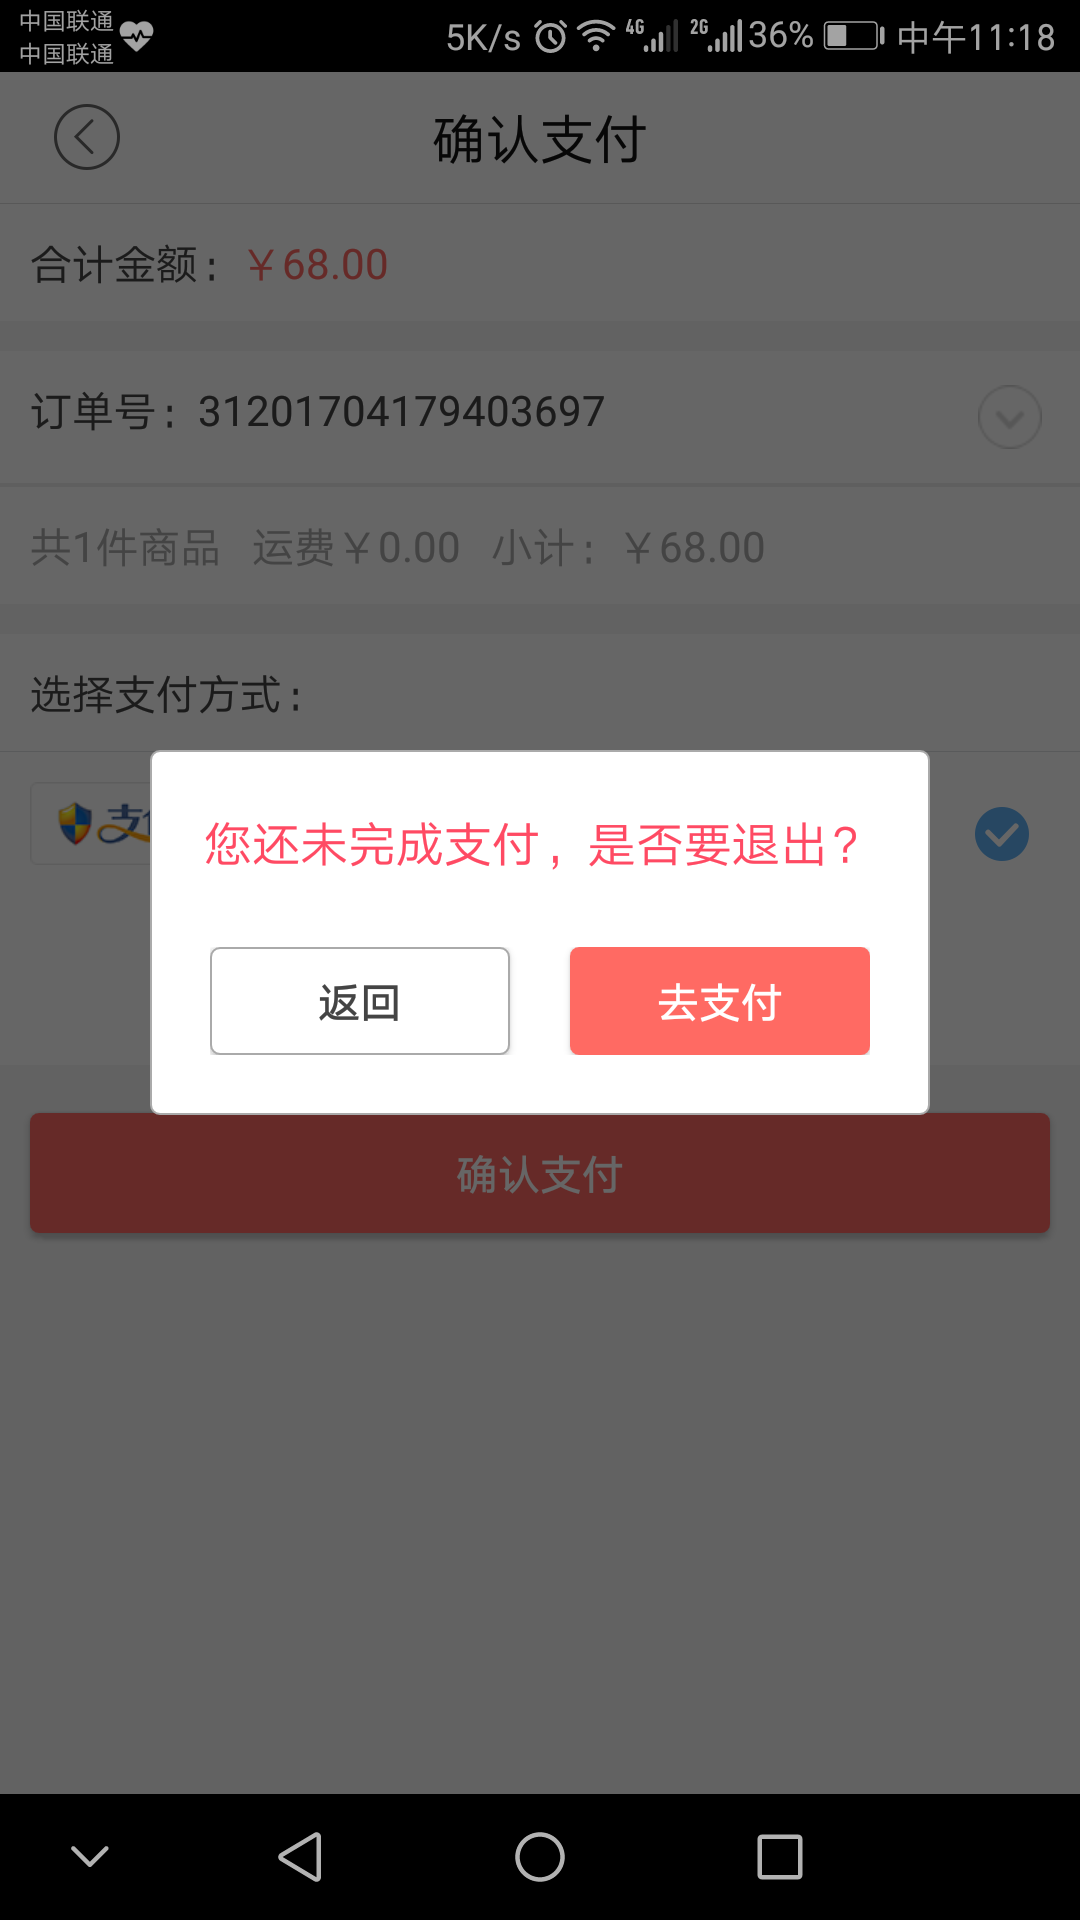 中国联通
中国联通
5K/s 4G 2G 36% 中午11:18
确认支付
合计金额：￥68.00
订单号：31201704179403697
共1件商品 运费￥0.00 小计：￥68.00
选择支付方式：
支
您还未完成支付，是否要退出？
返回 去支付
确认支付